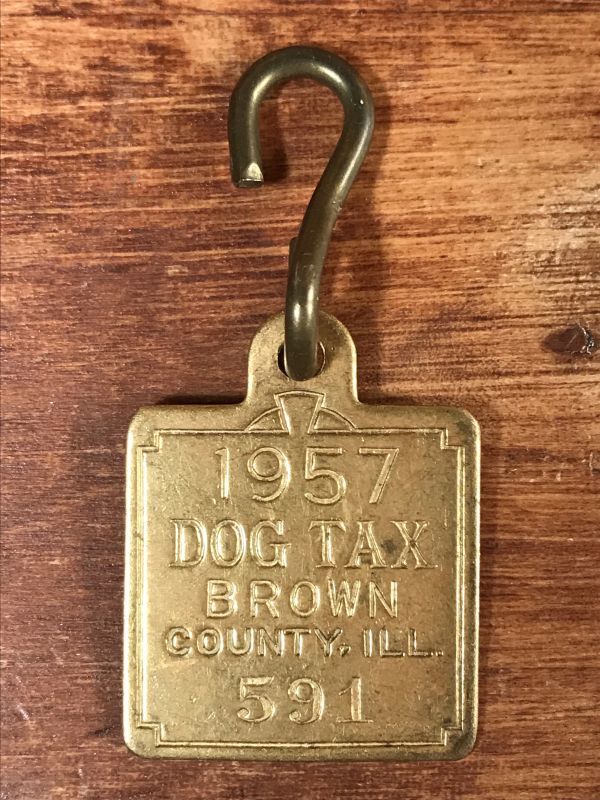 1957
DOG TAX
BROWN
COUNTY, ILL.
591